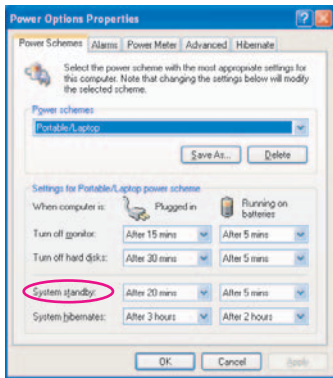 Power Options Properties
Power Schemes Alarms Power Meter Advanced Hibernate
Select the power scheme with the most appropriate settings for
this computer. Note that changing the settings below will modify
the selected scheme.
Power schemes
Portable/Laptop
Save As... Delete
Settings for Portable/Laptop power scheme
When computer is: Plugged in Running on
batteries
Turn off monitor: After 15 mins After 5 mins
Turn off hard disks: After 30 mins After 5 mins
System standby: After 20 mins After 5 mins
System hibernates: After 3 hours After 2 hours
OK Cancel Apply